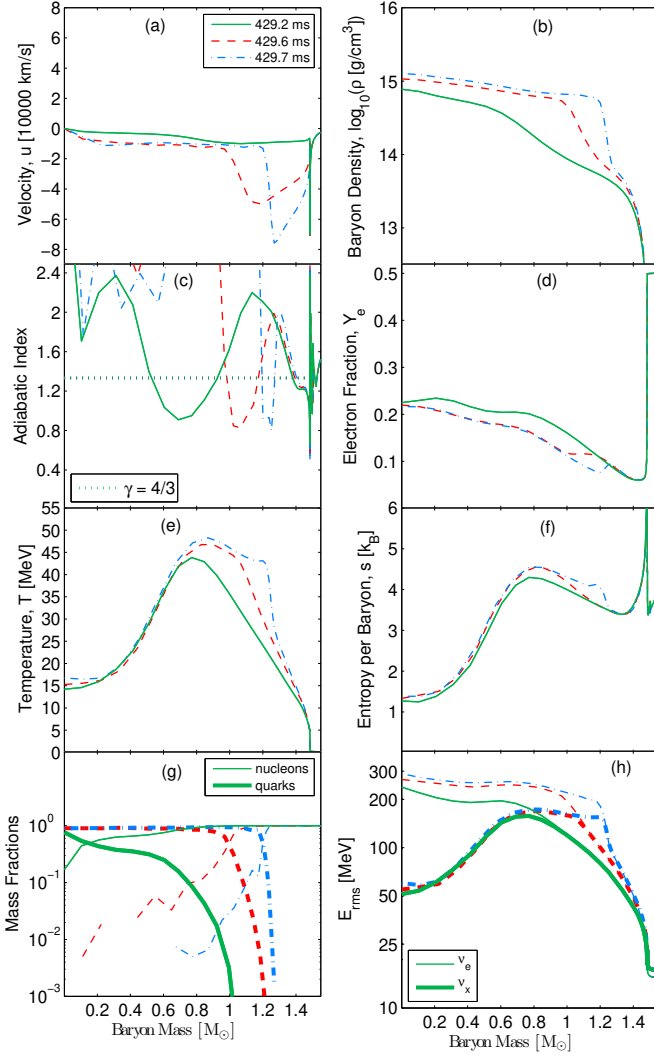 (a)
429.2 ms
429.6 ms
429.7 ms
Velocity, u [10000 km/s]
8
6
4
2
0
−2
−4
−6
−8
(b)
Baryon Density, log10(ρ [g/cm3])
16
15
14
13
(c)
γ = 4/3
Adiabatic Index
2.4
2
1.6
1.2
0.8
0.4
(d)
Electron Fraction, Ye
0.5
0.4
0.3
0.2
0.1
(e)
Temperature, T [MeV]
55
50
45
40
35
30
25
20
15
10
5
0
(f)
Entropy per Baryon, s [kB]
6
5
4
3
2
1
(g)
nucleons
quarks
Mass Fractions
10^0
10^−1
10^−2
10^−3
0.2 0.4 0.6 0.8 1 1.2 1.4
Baryon Mass [M⊙]
(h)
νe
νx
Erms [MeV]
300
200
100
50
25
10
0.0 0.2 0.4 0.6 0.8 1.0 1.2 1.4
Baryon Mass [M⊙]